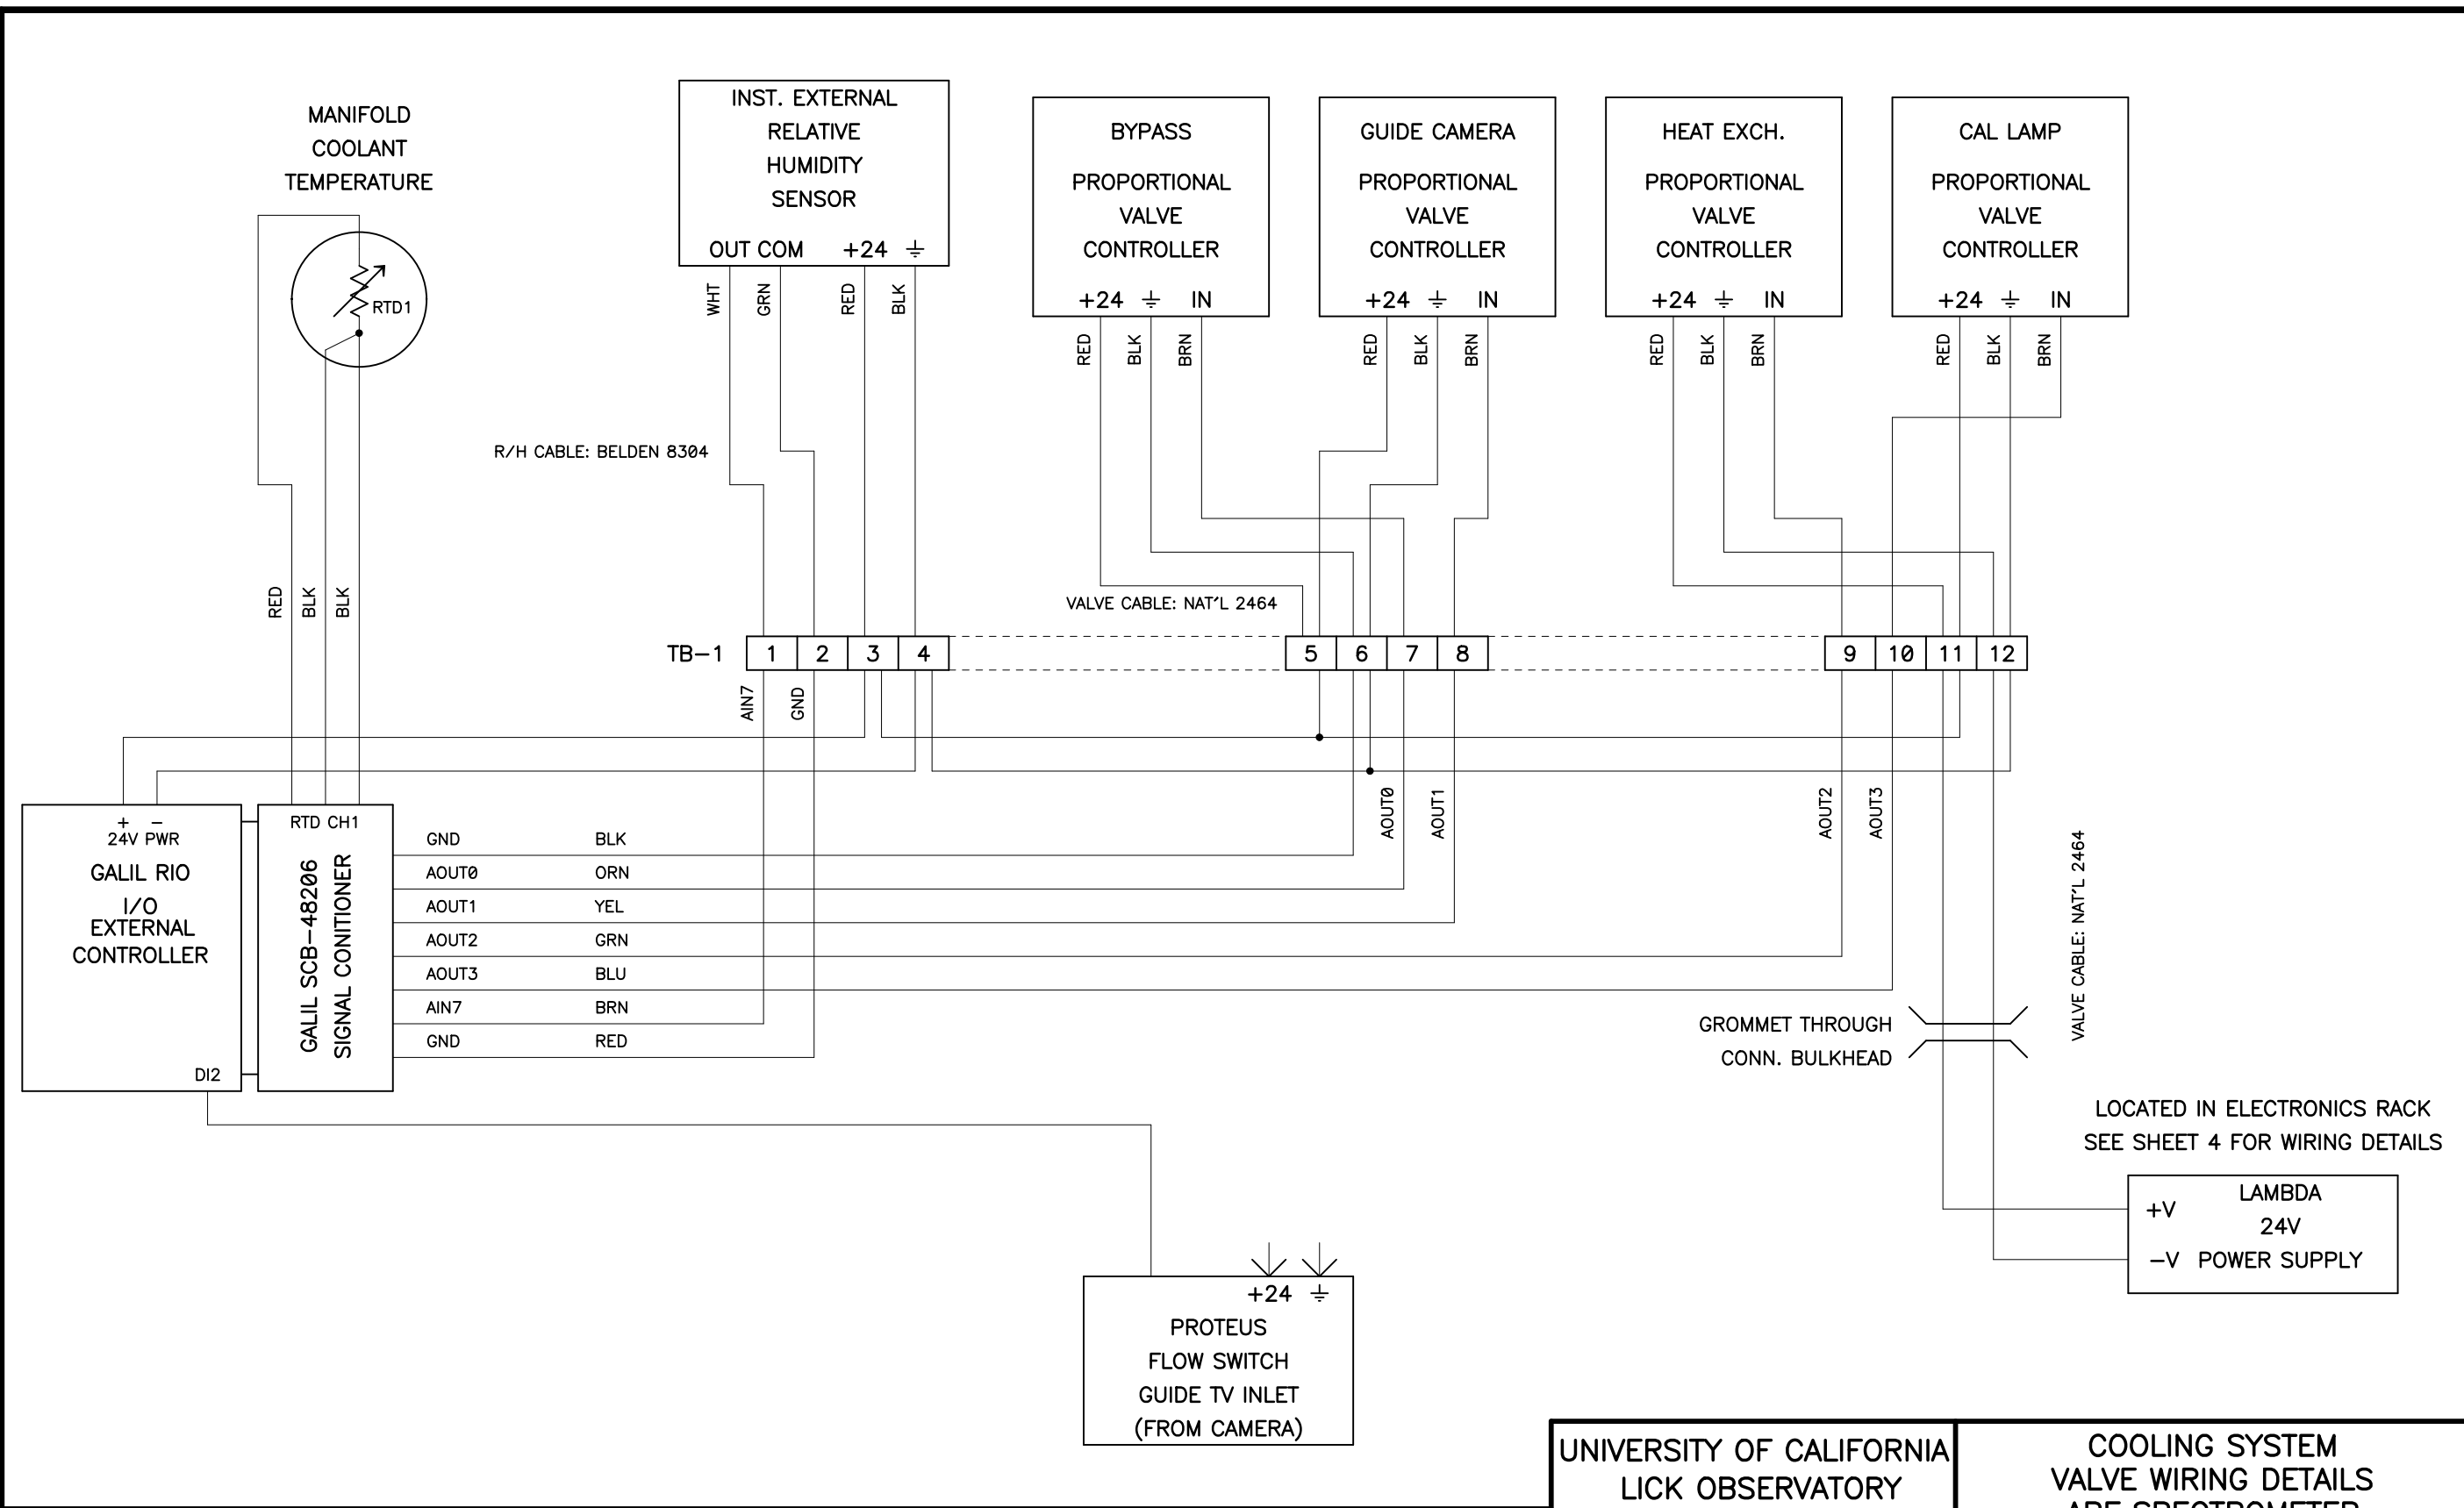 MANIFOLD
COOLANT
TEMPERATURE
RTD1
INST. EXTERNAL
RELATIVE
HUMIDITY
SENSOR
OUT COM +24
WHT
GRN
RED
BLK
BYPASS
PROPORTIONAL
VALVE
CONTROLLER
+24 IN
RED
BLK
BRN
GUIDE CAMERA
PROPORTIONAL
VALVE
CONTROLLER
+24 IN
RED
BLK
BRN
HEAT EXCH.
PROPORTIONAL
VALVE
CONTROLLER
+24 IN
RED
BLK
BRN
CAL LAMP
PROPORTIONAL
VALVE
CONTROLLER
+24 IN
RED
BLK
BRN
R/H CABLE: BELDEN 8304
VALVE CABLE: NAT'L 2464
RED
BLK
BLK
TB-1 1 2 3 4 5 6 7 8 9 10 11 12
AIN7
GND
AOUT0
AOUT1
AOUT2
AOUT3
+ −
24V PWR
GALIL RIO
I/O
EXTERNAL
CONTROLLER
DI2
RTD CH1
GALIL SCB-48206
SIGNAL CONITIONER
GND BLK
AOUT0 ORN
AOUT1 YEL
AOUT2 GRN
AOUT3 BLU
AIN7 BRN
GND RED
VALVE CABLE: NAT'L 2464
GROMMET THROUGH
CONN. BULKHEAD
LOCATED IN ELECTRONICS RACK
SEE SHEET 4 FOR WIRING DETAILS
+V LAMBDA
24V
−V POWER SUPPLY
+24
PROTEUS
FLOW SWITCH
GUIDE TV INLET
(FROM CAMERA)
UNIVERSITY OF CALIFORNIA
LICK OBSERVATORY
COOLING SYSTEM
VALVE WIRING DETAILS
SPECTROMETER